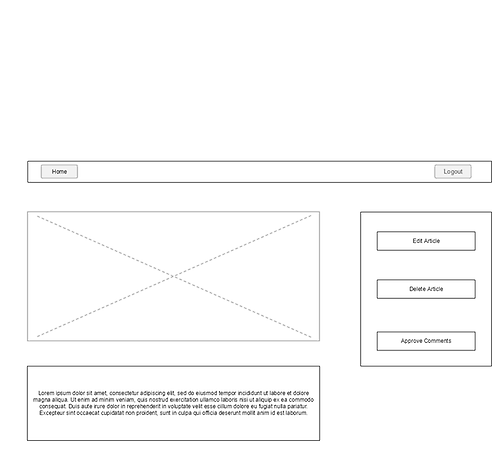 Home
Logout
Edit Article
Delete Article
Approve Comments
Lorem ipsum dolor sit amet, consectetur adipiscing elit, sed do eiusmod tempor incididunt ut labore et dolore
magna aliqua. Ut enim ad minim veniam, quis nostrud exercitation ullamco laboris nisi ut aliquip ex ea commodo
consequat. Duis aute irure dolor in reprehenderit in voluptate velit esse cillum dolore eu fugiat nulla pariatur.
Excepteur sint occaecat cupidatat non proident, sunt in culpa qui officia deserunt mollit anim id est laborum.